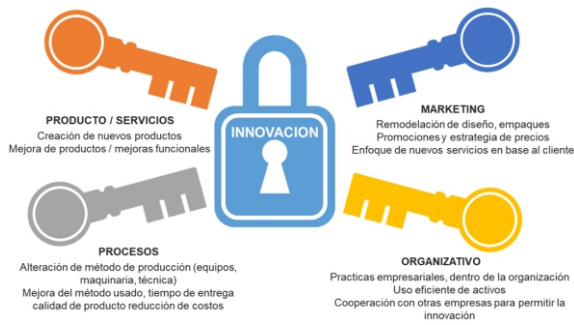 INNOVACION
PRODUCTO / SERVICIOS
Creación de nuevos productos
Mejora de productos / mejoras funcionales
MARKETING
Remodelación de diseño, empaques
Promociones y estrategia de precios
Enfoque de nuevos servicios en base al cliente
PROCESOS
Alteración de método de producción (equipos,
maquinaria, técnica)
Mejora del método usado, tiempo de entrega
calidad de producto reducción de costos
ORGANIZATIVO
Practicas empresariales, dentro de la organización
Uso eficiente de activos
Cooperación con otras empresas para permitir la
innovación